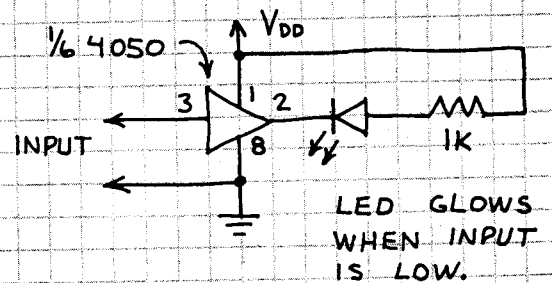 VDD
1/6 4050
3
1
2
8
INPUT
1K
LED GLOWS
WHEN INPUT
IS LOW.